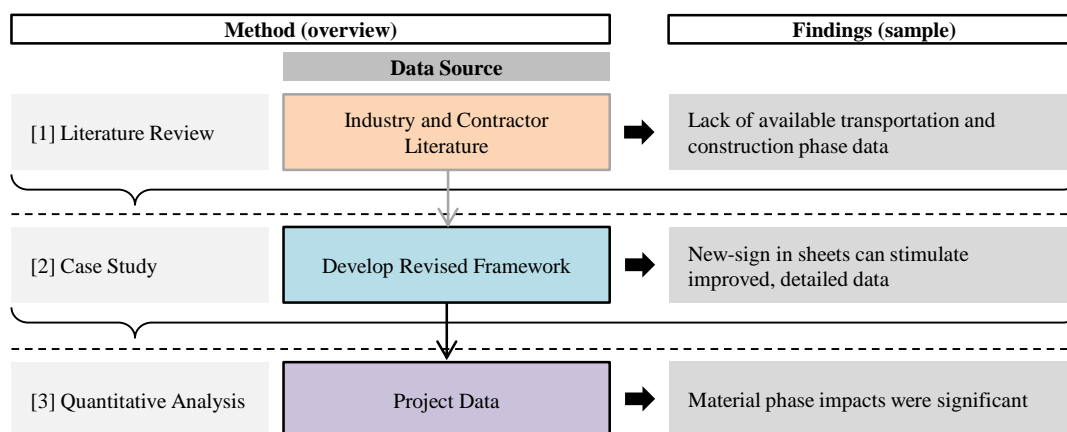 Method (overview)
Findings (sample)
Data Source
[1] Literature Review
Industry and Contractor
Literature
Lack of available transportation and
construction phase data
[2] Case Study
Develop Revised Framework
New-sign in sheets can stimulate
improved, detailed data
[3] Quantitative Analysis
Project Data
Material phase impacts were significant